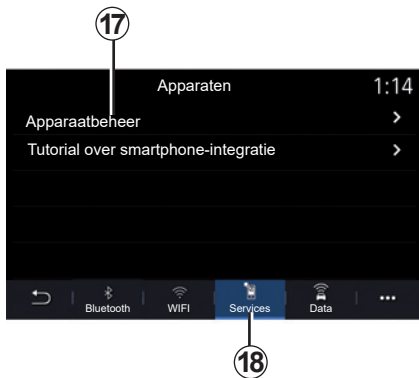 17
Apparaten 1:14
Apparaatbeheer
Tutorial over smartphone-integratie
Bluetooth WIFI Services Data
18